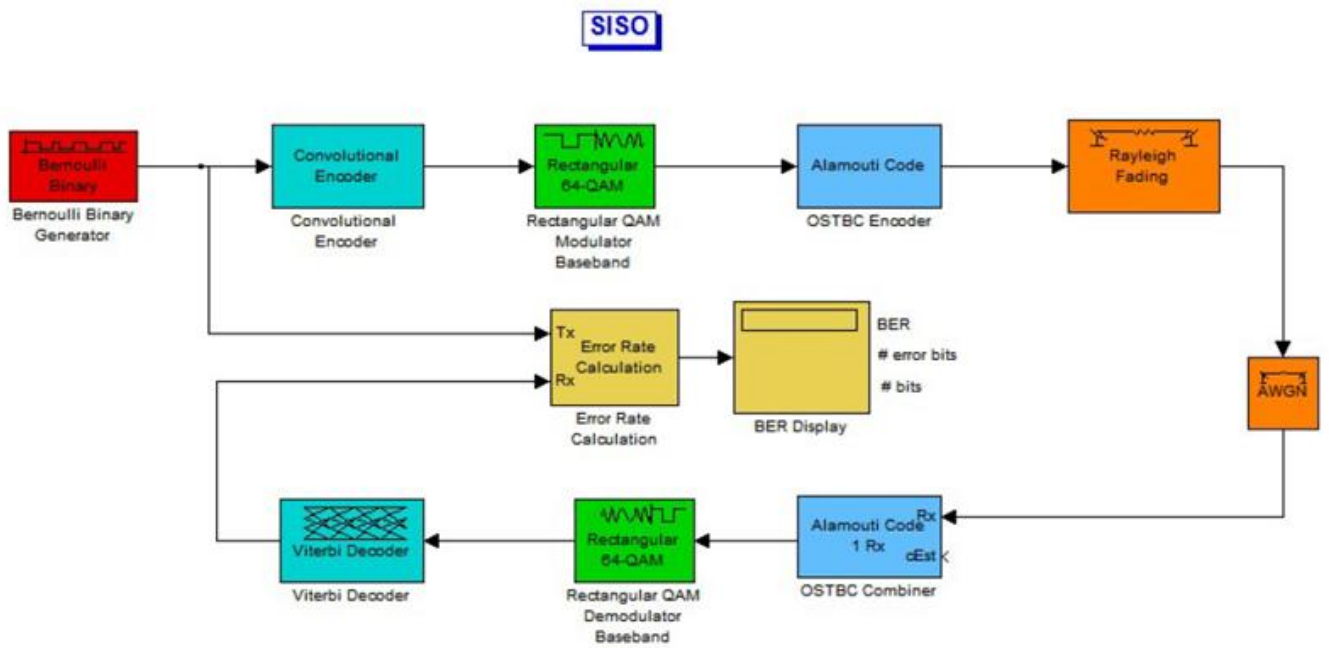 SISO
Bernoulli
Binary
Bernoulli Binary
Generator
Convolutional
Encoder
Convolutional
Encoder
Rectangular
64-QAM
Rectangular QAM
Modulator
Baseband
Alamouti Code
OSTBC Encoder
Rayleigh
Fading
Tx
Rx
Error Rate
Calculation
Error Rate
Calculation
BER
# error bits
# bits
BER Display
AWGN
Viterbi Decoder
Viterbi Decoder
Rectangular
64-QAM
Rectangular QAM
Demodulator
Baseband
Alamouti Code
1 Rx
Rx
cEst
OSTBC Combiner